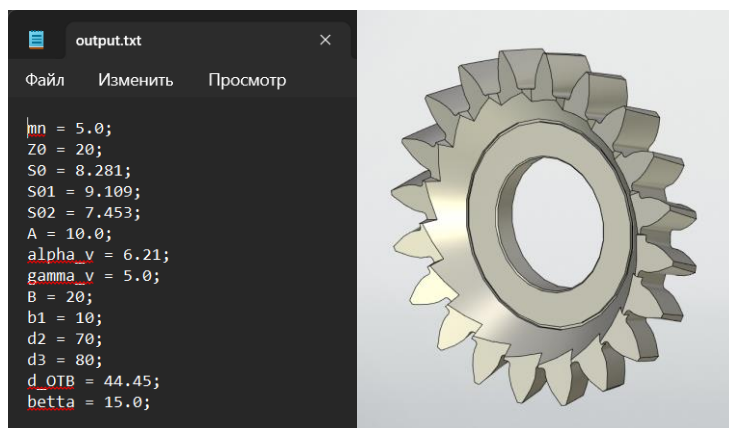 output.txt
Файл Изменить Просмотр
mn = 5.0;
Z0 = 20;
S0 = 8.281;
S01 = 9.109;
S02 = 7.453;
A = 10.0;
alpha_v = 6.21;
gamma_v = 5.0;
B = 20;
b1 = 10;
d2 = 70;
d3 = 80;
d_OTB = 44.45;
betta = 15.0;